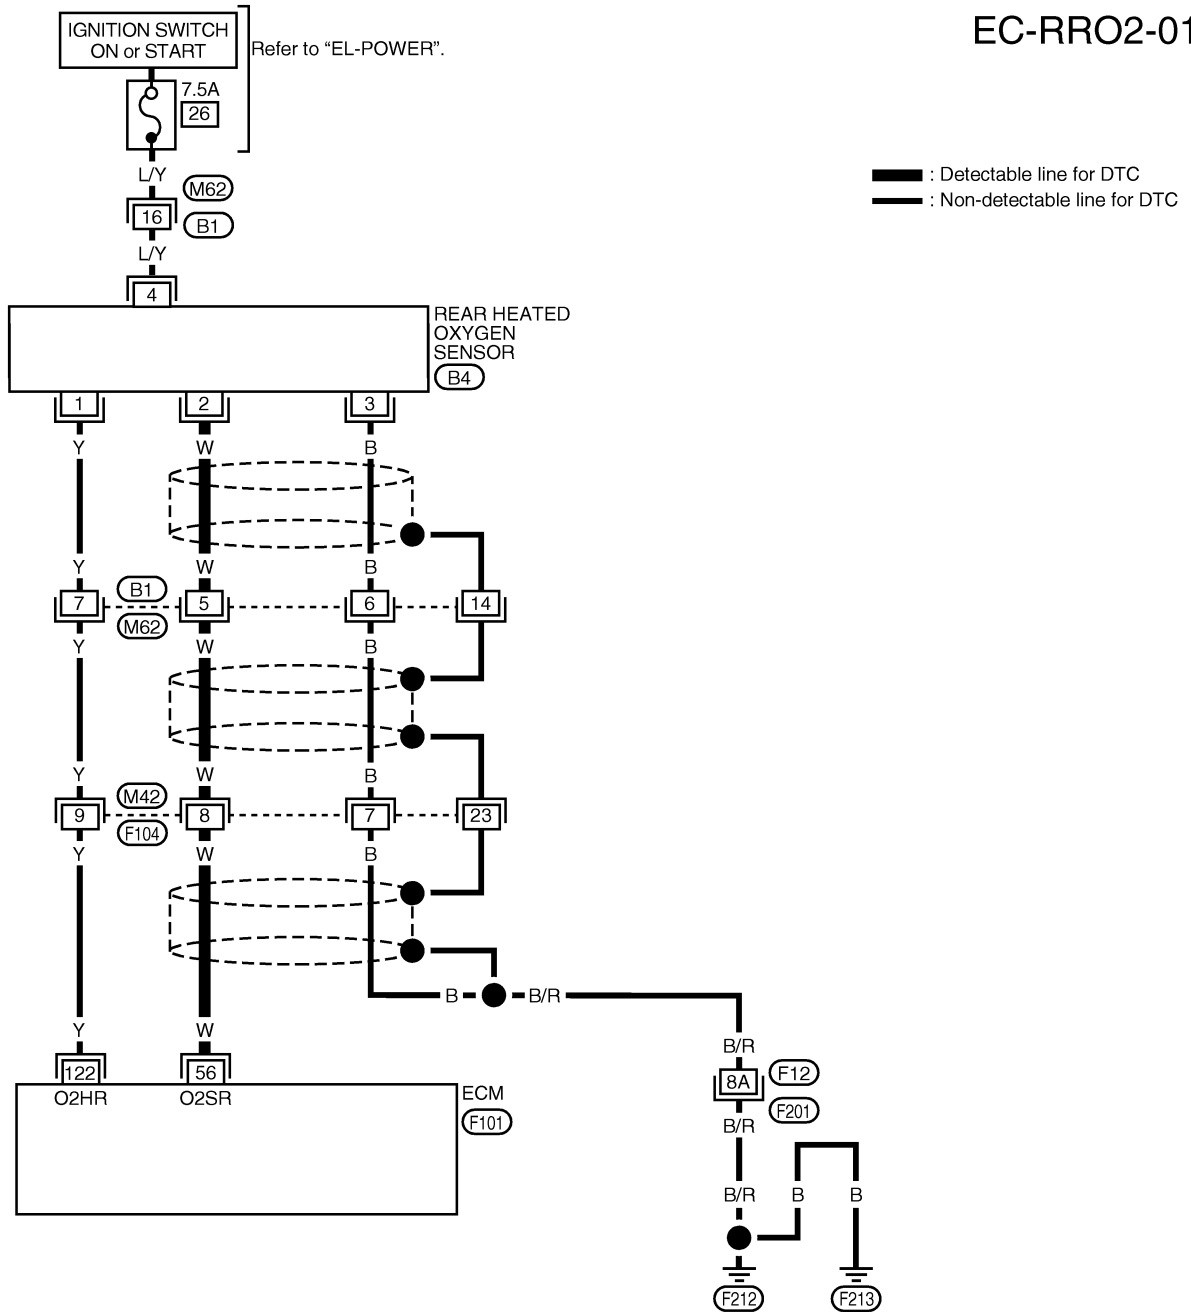 EC-RRO2-01
IGNITION SWITCH
ON or START
Refer to “EL-POWER”.
7.5A
26
: Detectable line for DTC
: Non-detectable line for DTC
L/Y
M62
16
B1
L/Y
4
REAR HEATED
OXYGEN
SENSOR
B4
1 2 3
Y W B
Y W B
B1
7 5 6 14
M62
Y W B
Y W B
M42
9 8 7 23
F104
Y W B
B B/R
Y W
B/R
122 56
8A F12
O2HR O2SR
ECM
F101
F201
B/R
B/R B B
F212 F213